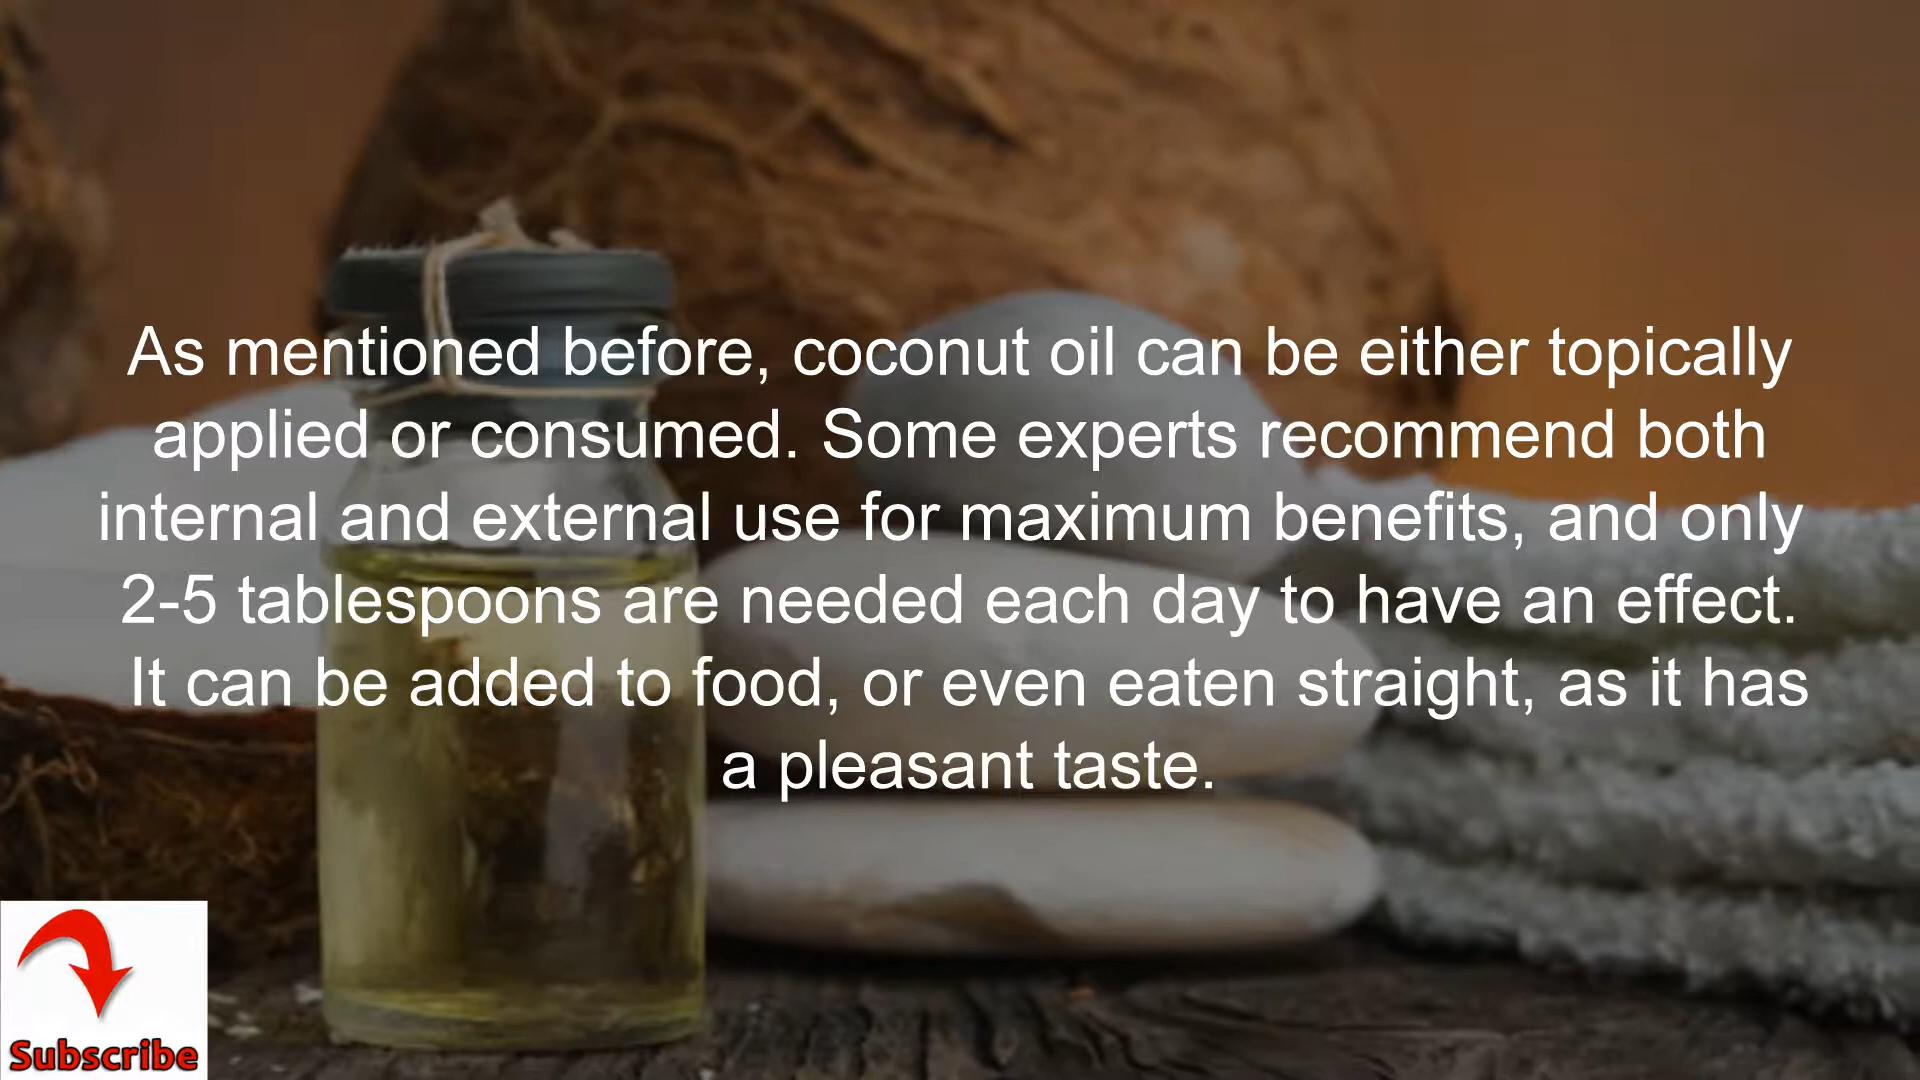 As mentioned before, coconut oil can be either topically
applied or consumed. Some experts recommend both
internal and external use for maximum benefits, and only
2-5 tablespoons are needed each day to have an effect.
It can be added to food, or even eaten straight, as it has
a pleasant taste.
Subscribe